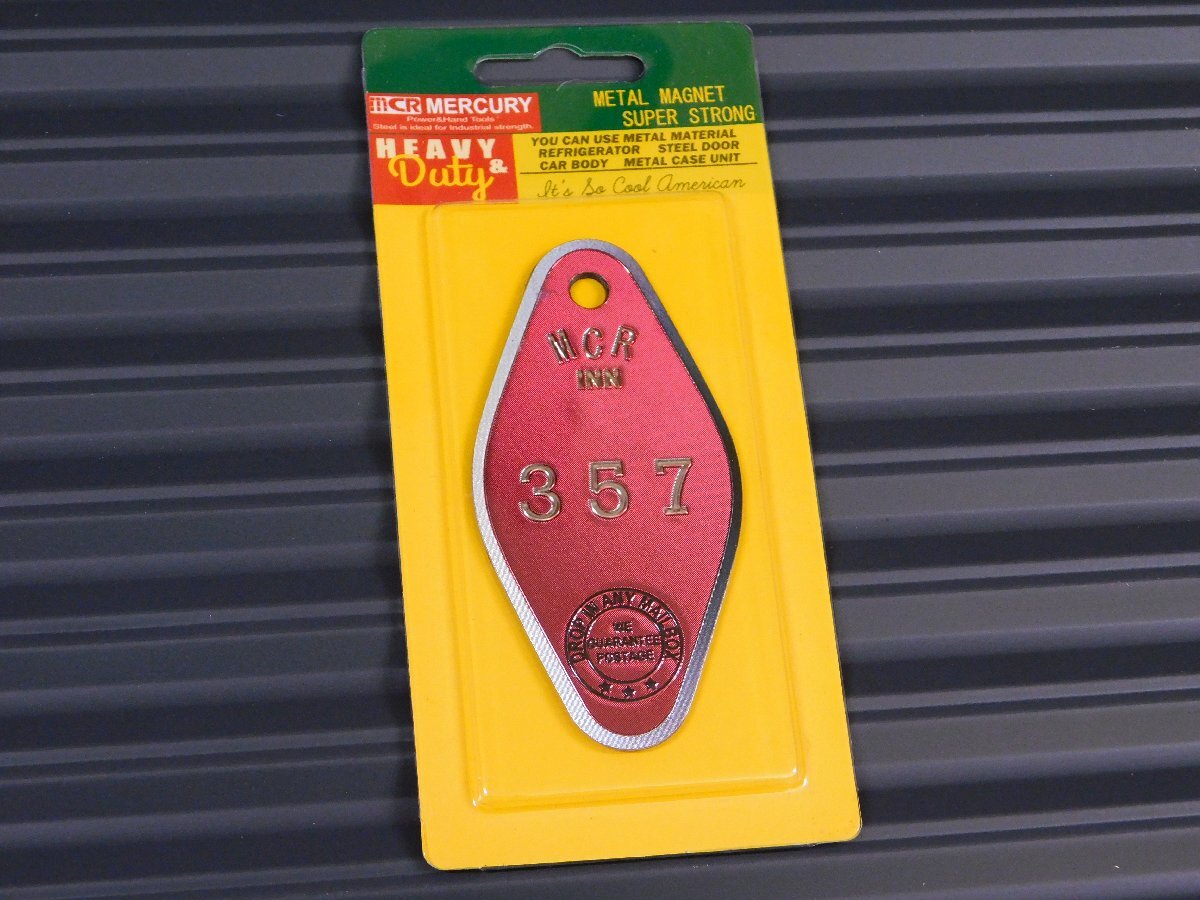 MCR MERCURY
Power&Hand Tools
Steel is ideal for Industrial strength.
HEAVY
& Duty
METAL MAGNET
SUPER STRONG
YOU CAN USE METAL MATERIAL
REFRIGERATOR STEEL DOOR
CAR BODY METAL CASE UNIT
It's So Cool American
MCR
INN
357
DROP IN ANY MAILBOX
WE
GUARANTEE
POSTAGE